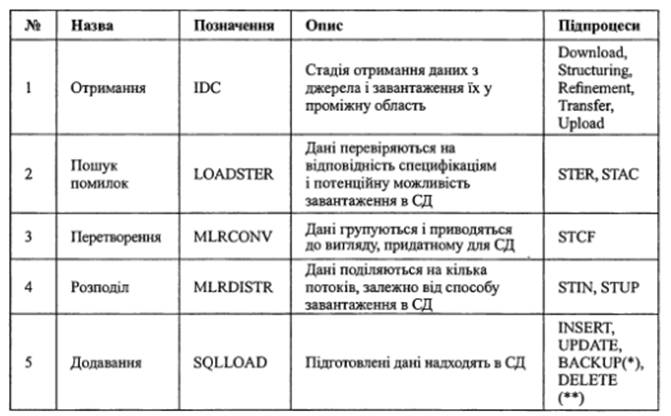 № Назва Позначення Опис Підпроцеси
1 Отримання IDC Стадія отримання даних з джерела і завантаження їх у проміжну область Download, Structuring, Refinement, Transfer, Upload
2 Пошук помилок LOADSTER Дані перевіряються на відповідність специфікаціям і потенційну можливість завантаження в СД STER, STAC
3 Перетворення MLRCONV Дані групуються і приводяться до вигляду, придатному для СД STCF
4 Розподіл MLRDISTR Дані поділяються на кілька потоків, залежно від способу завантаження в СД STIN, STUP
5 Додавання SQLLOAD Підготовлені дані надходять в СД INSERT, UPDATE, BACKUP(*), DELETE (**)